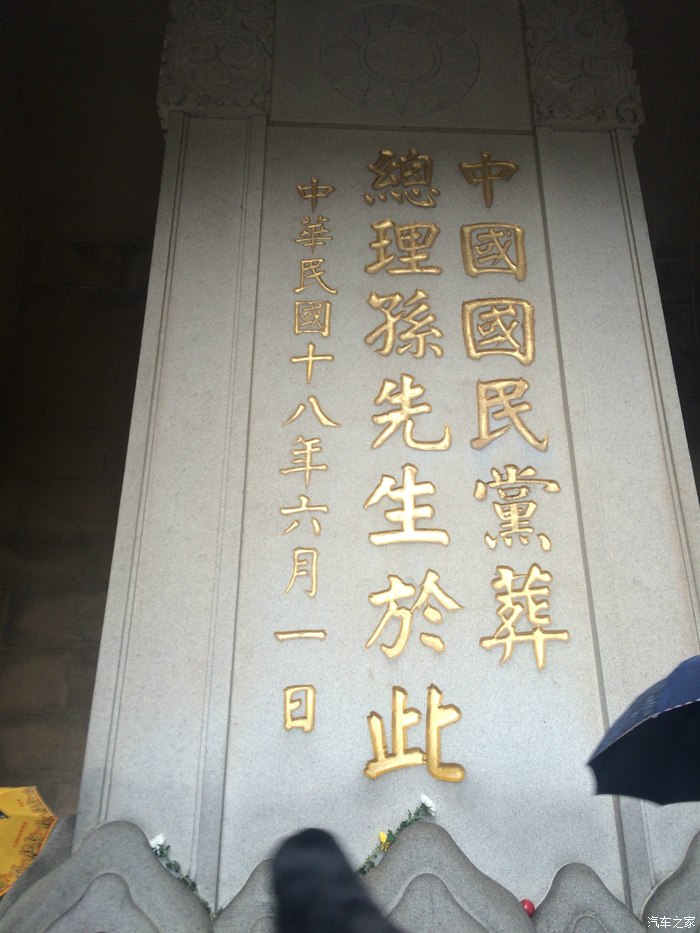 中國國民黨葬
總理孫先生於此
中華民國十八年六月一日
汽车之家